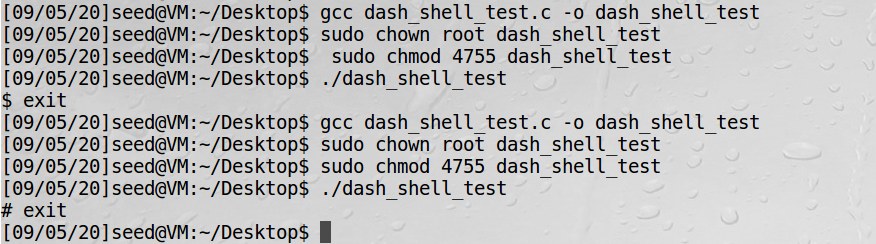 [09/05/20]seed@VM:~/Desktop$ gcc dash_shell_test.c -o dash_shell_test
[09/05/20]seed@VM:~/Desktop$ sudo chown root dash_shell_test
[09/05/20]seed@VM:~/Desktop$  sudo chmod 4755 dash_shell_test
[09/05/20]seed@VM:~/Desktop$ ./dash_shell_test
$ exit
[09/05/20]seed@VM:~/Desktop$ gcc dash_shell_test.c -o dash_shell_test
[09/05/20]seed@VM:~/Desktop$ sudo chown root dash_shell_test
[09/05/20]seed@VM:~/Desktop$ sudo chmod 4755 dash_shell_test
[09/05/20]seed@VM:~/Desktop$ ./dash_shell_test
# exit
[09/05/20]seed@VM:~/Desktop$